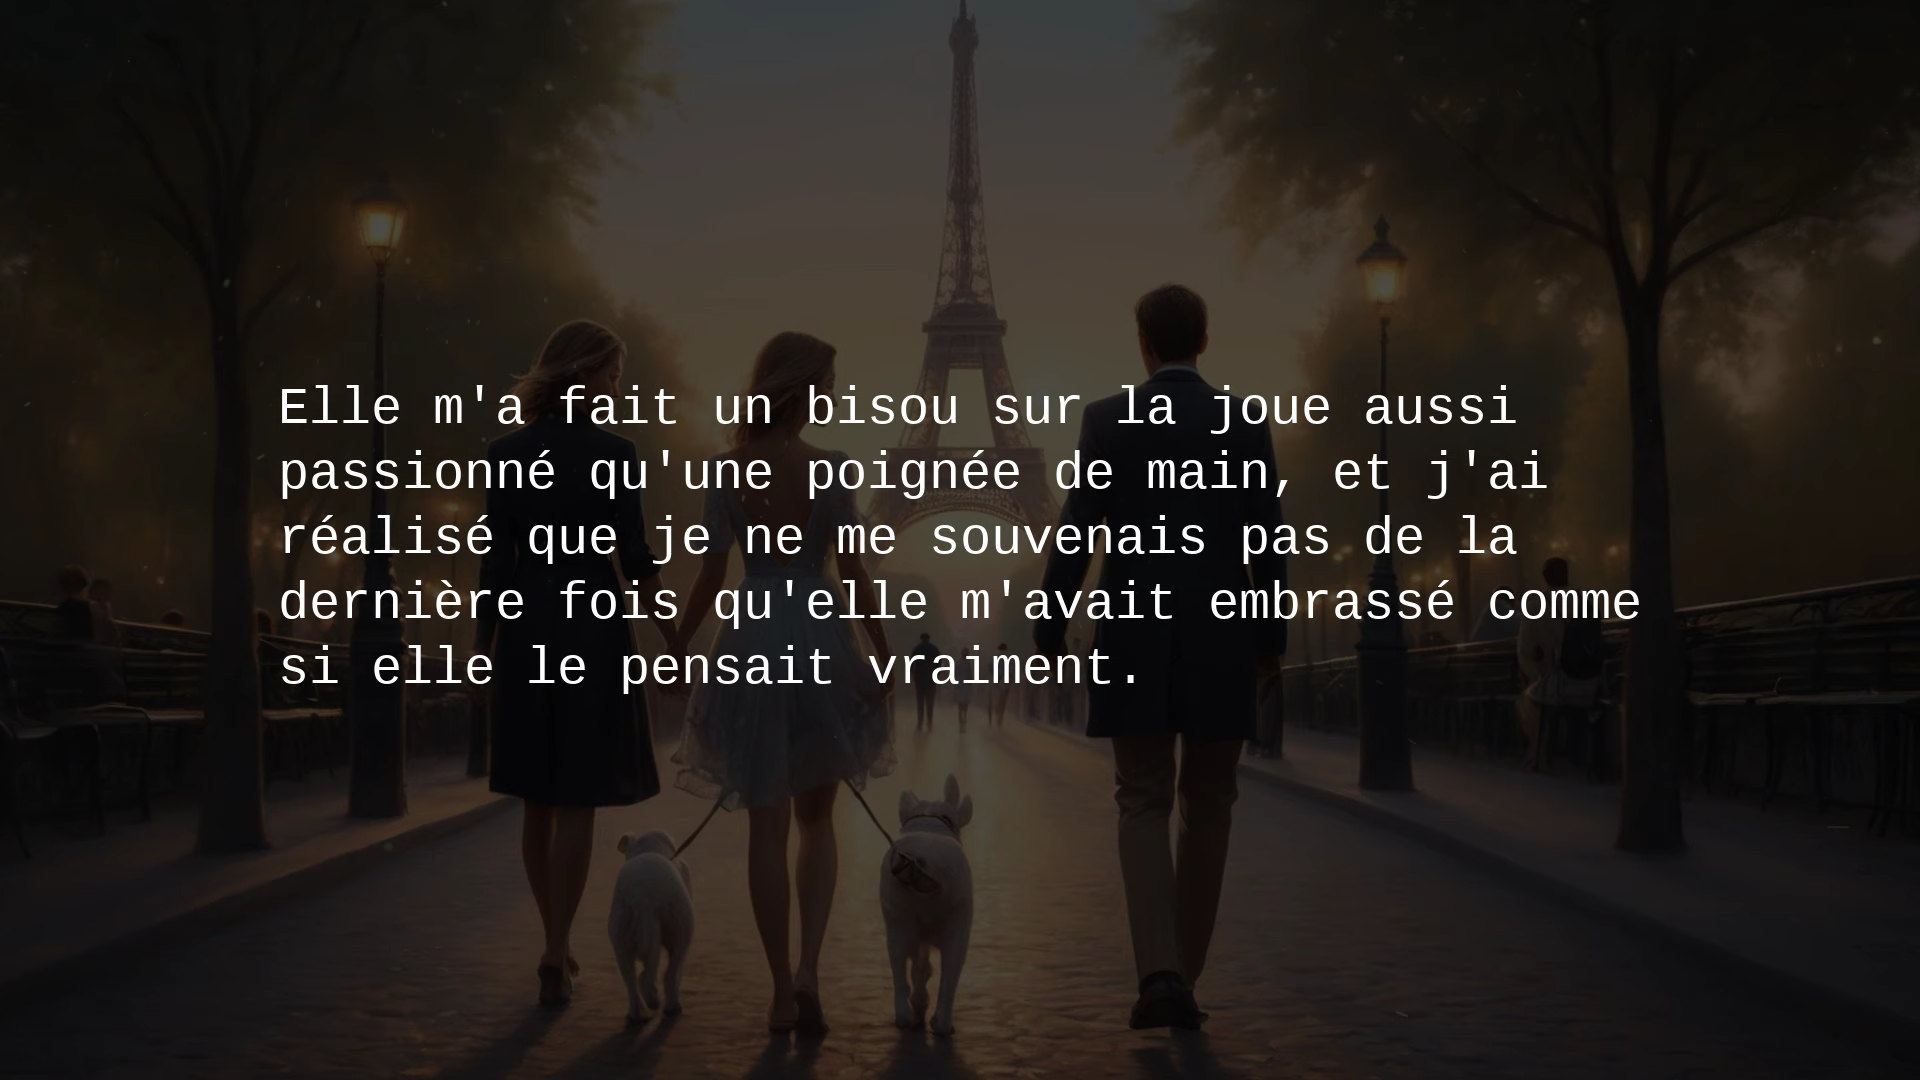 Elle m'a fait un bisou sur la joue aussi
passionné qu'une poignée de main, et j'ai
réalisé que je ne me souvenais pas de la
dernière fois qu'elle m'avait embrassé comme
si elle le pensait vraiment.